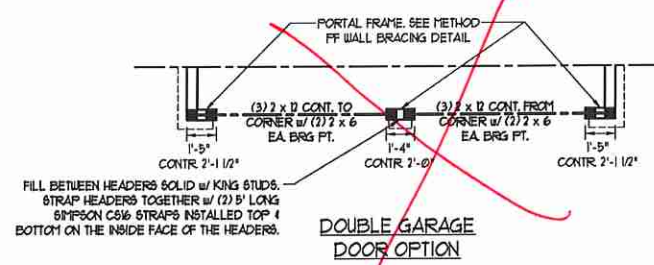 PORTAL FRAME. SEE METHOD
PF WALL BRACING DETAIL
(3) 2 x 12 CONT. TO
CORNER w/ (2) 2 x 6
EA. BRG PT.
(3) 2 x 12 CONT. FROM
CORNER w/ (2) 2 x 6
EA. BRG PT.
1'-5"
CONTR. 2'-1 1/2"
1'-4"
CONTR. 2'-0"
1'-5"
CONTR. 2'-1 1/2"
FILL BETWEEN HEADERS SOLID w/ KING STUDS.
STRAP HEADERS TOGETHER w/ (2) 5' LONG
SIMPSON CS16 STRAPS INSTALLED TOP &
BOTTOM ON THE INSIDE FACE OF THE HEADERS.
DOUBLE GARAGE
DOOR OPTION